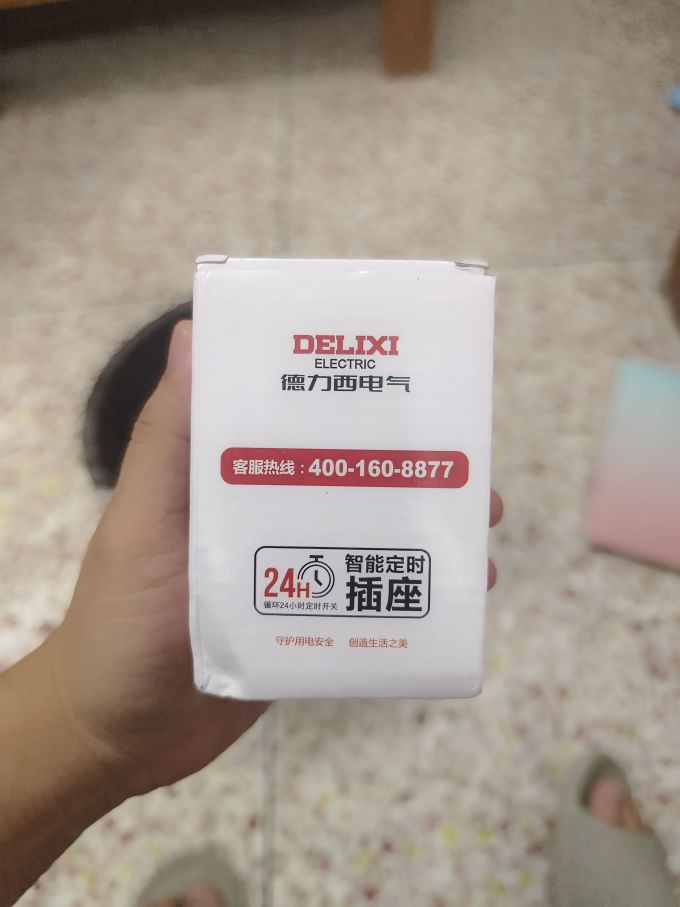 DELIXI
ELECTRIC
德力西电气
客服热线：400-160-8877
24H
智能定时
插座
循环24小时定时开关
守护用电安全 创造生活之美